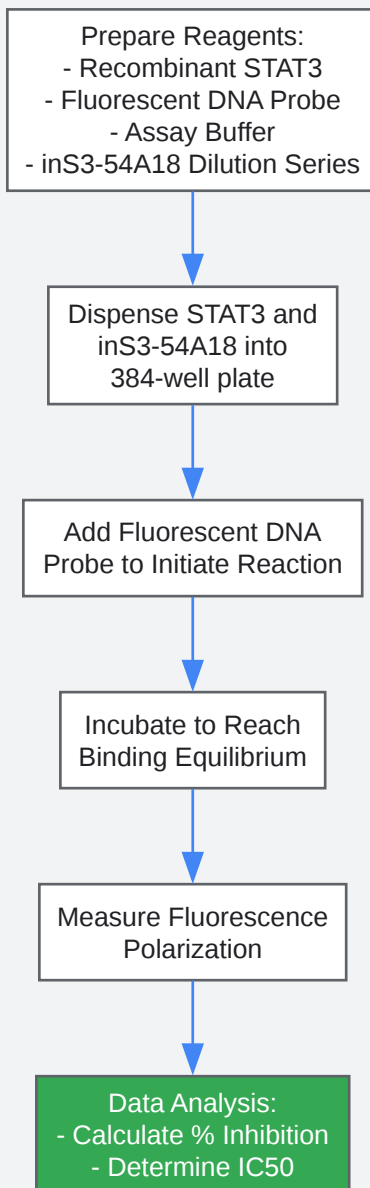 Prepare Reagents:
- Recombinant STAT3
- Fluorescent DNA Probe
- Assay Buffer
- inS3-54A18 Dilution Series
Dispense STAT3 and
inS3-54A18 into
384-well plate
Add Fluorescent DNA
Probe to Initiate Reaction
Incubate to Reach
Binding Equilibrium
Measure Fluorescence
Polarization
Data Analysis:
- Calculate % Inhibition
- Determine IC50